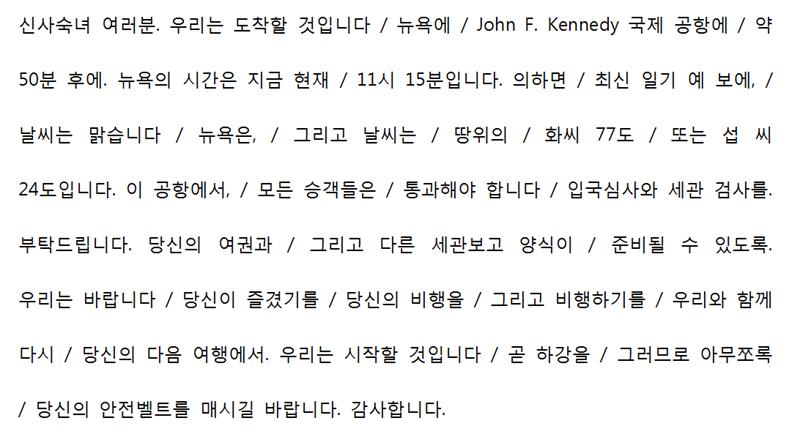 신사숙녀 여러분. 우리는 도착할 것입니다 / 뉴욕에 / John F. Kennedy 국제 공항에 / 약
50분 후에. 뉴욕의 시간은 지금 현재 / 11시 15분입니다. 의하면 / 최신 일기 예 보에, /
날씨는 맑습니다 / 뉴욕은, / 그리고 날씨는 / 땅위의 / 화씨 77도 / 또는 섭 씨
24도입니다. 이 공항에서, / 모든 승객들은 / 통과해야 합니다 / 입국심사와 세관 검사를.
부탁드립니다. 당신의 여권과 / 그리고 다른 세관보고 양식이 / 준비될 수 있도록.
우리는 바랍니다 / 당신이 즐겼기를 / 당신의 비행을 / 그리고 비행하기를 / 우리와 함께
다시 / 당신의 다음 여행에서. 우리는 시작할 것입니다 / 곧 하강을 / 그러므로 아무쪼록
/ 당신의 안전벨트를 매시길 바랍니다. 감사합니다.